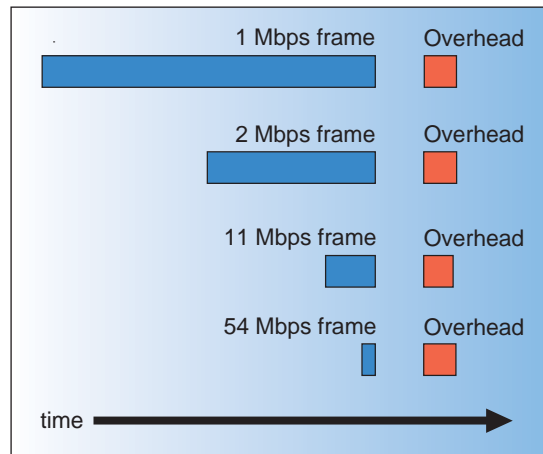 1 Mbps frame Overhead
2 Mbps frame Overhead
11 Mbps frame Overhead
54 Mbps frame Overhead
time